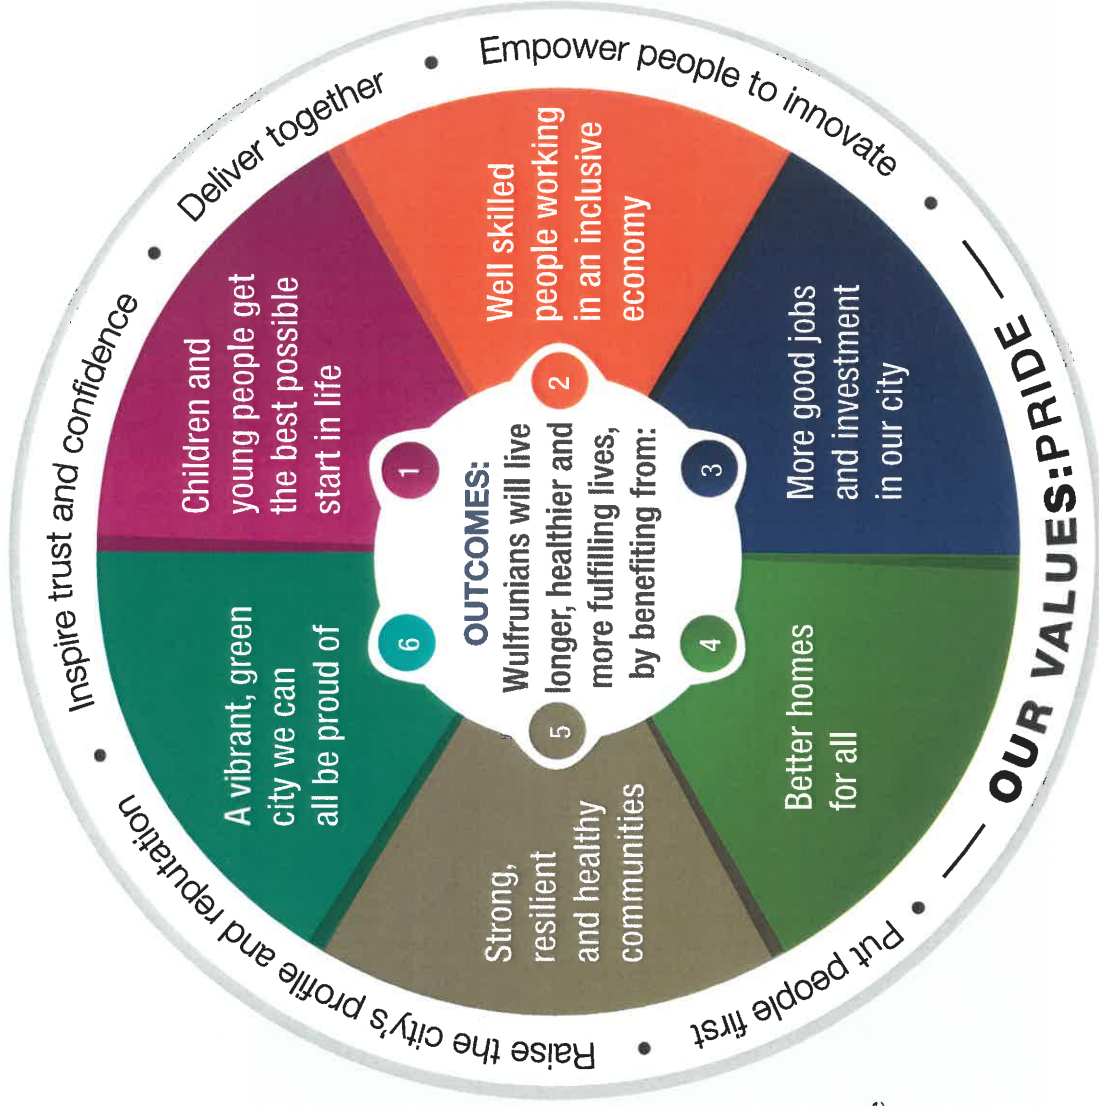 OUR VALUES:PRIDE
Put people first
Raise the city's profile and reputation
Inspire trust and confidence
Deliver together
Empower people to innovate
OUTCOMES:
Wulfrunians will live
longer, healthier and
more fulfilling lives,
by benefiting from:
1
Children and
young people get
the best possible
start in life
2
Well skilled
people working
in an inclusive
economy
3
More good jobs
and investment
in our city
4
Better homes
for all
5
Strong,
resilient
and healthy
communities
6
A vibrant, green
city we can
all be proud of